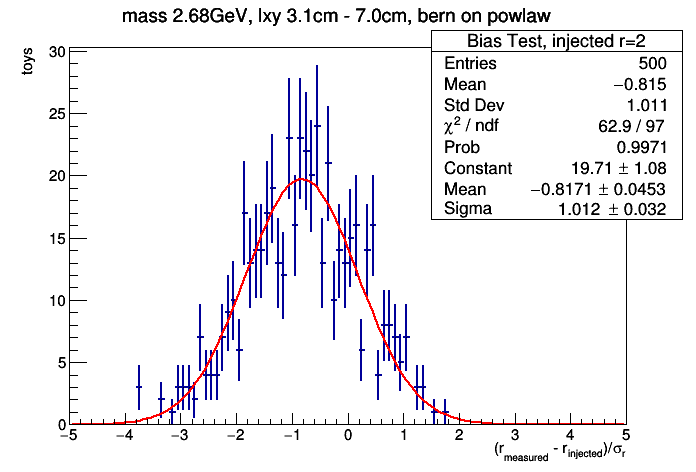 mass 2.68GeV, lxy 3.1cm - 7.0cm, bern on powlaw
toys
30
25
20
15
10
5
0
Bias Test, injected r=2
Entries 500
Mean −0.815
Std Dev 1.011
χ² / ndf 62.9 / 97
Prob 0.9971
Constant 19.71 ± 1.08
Mean −0.8171 ± 0.0453
Sigma 1.012 ± 0.032
−5 −4 −3 −2 −1 0 1 2 3 4 5
(r_measured - r_injected)/σ_r